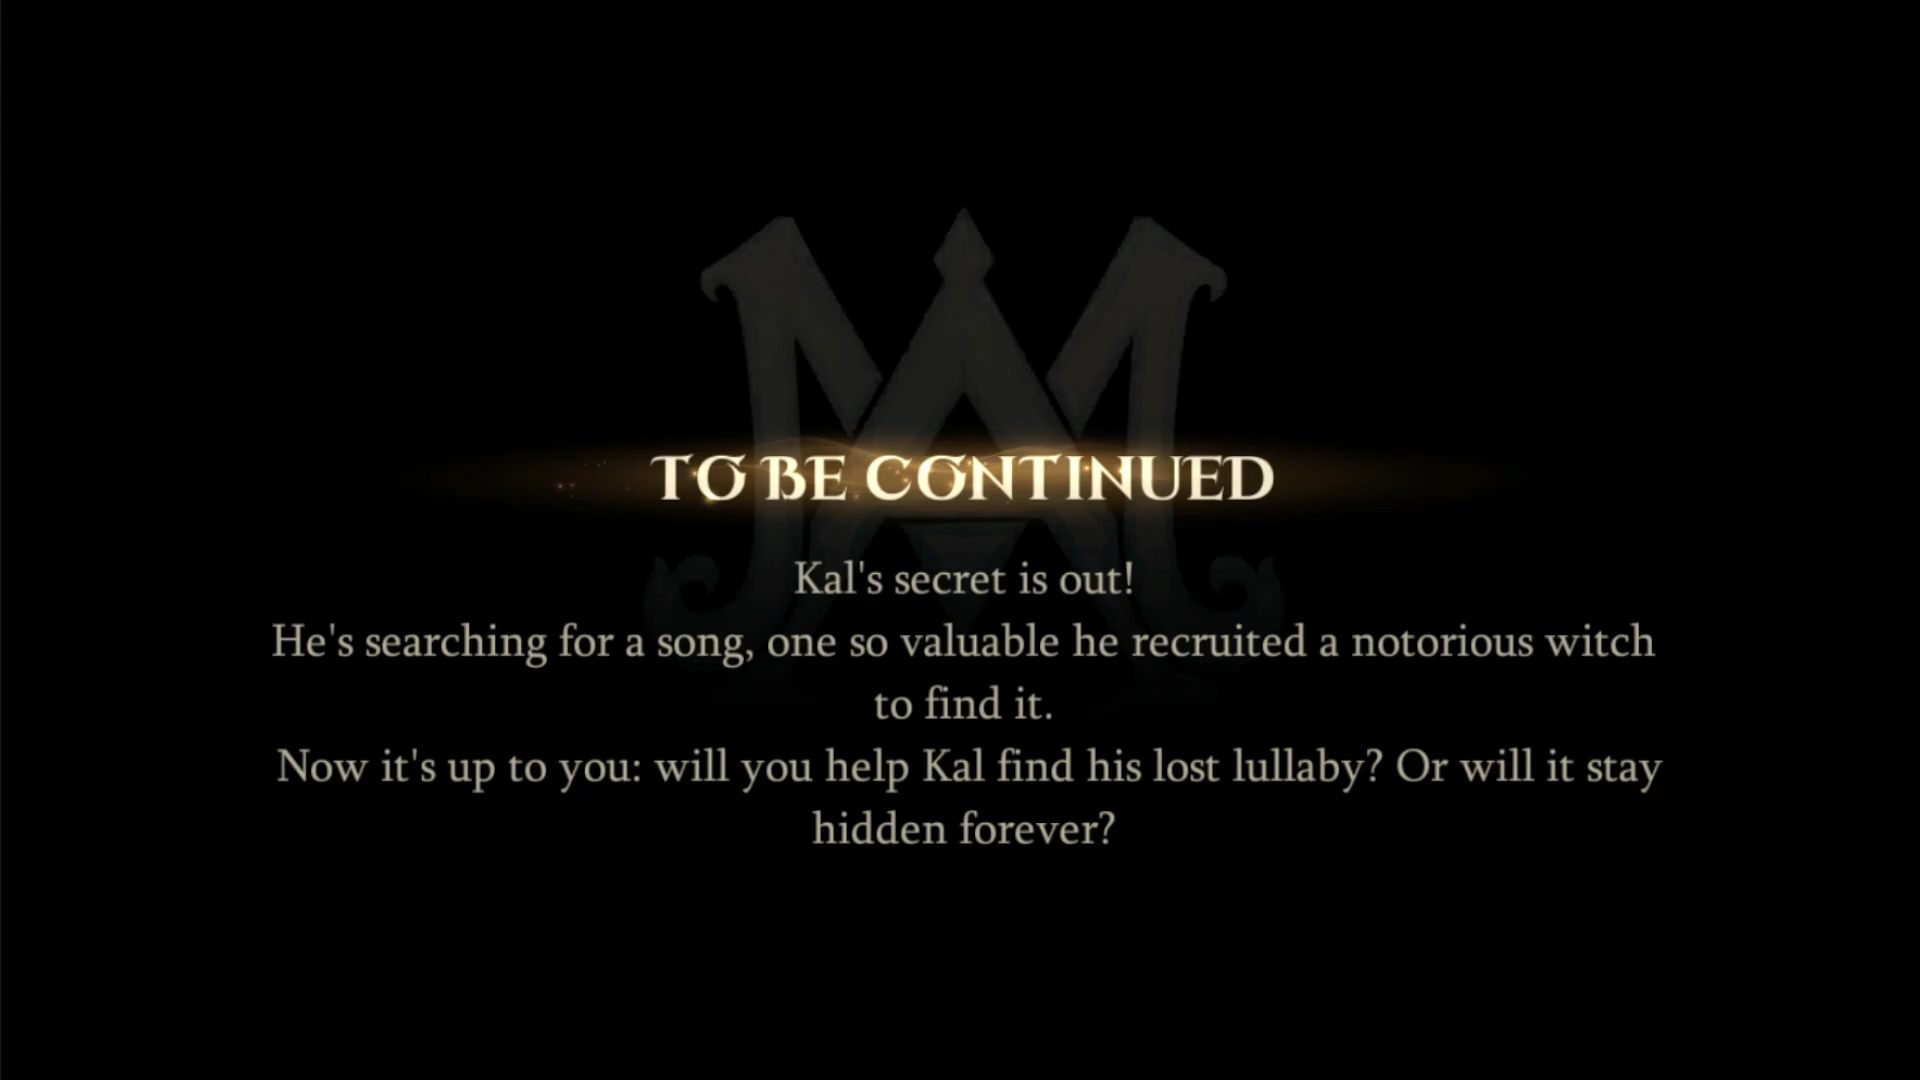 TO BE CONTINUED
Kal's secret is out!
He's searching for a song, one so valuable he recruited a notorious witch
to find it.
Now it's up to you: will you help Kal find his lost lullaby? Or will it stay
hidden forever?